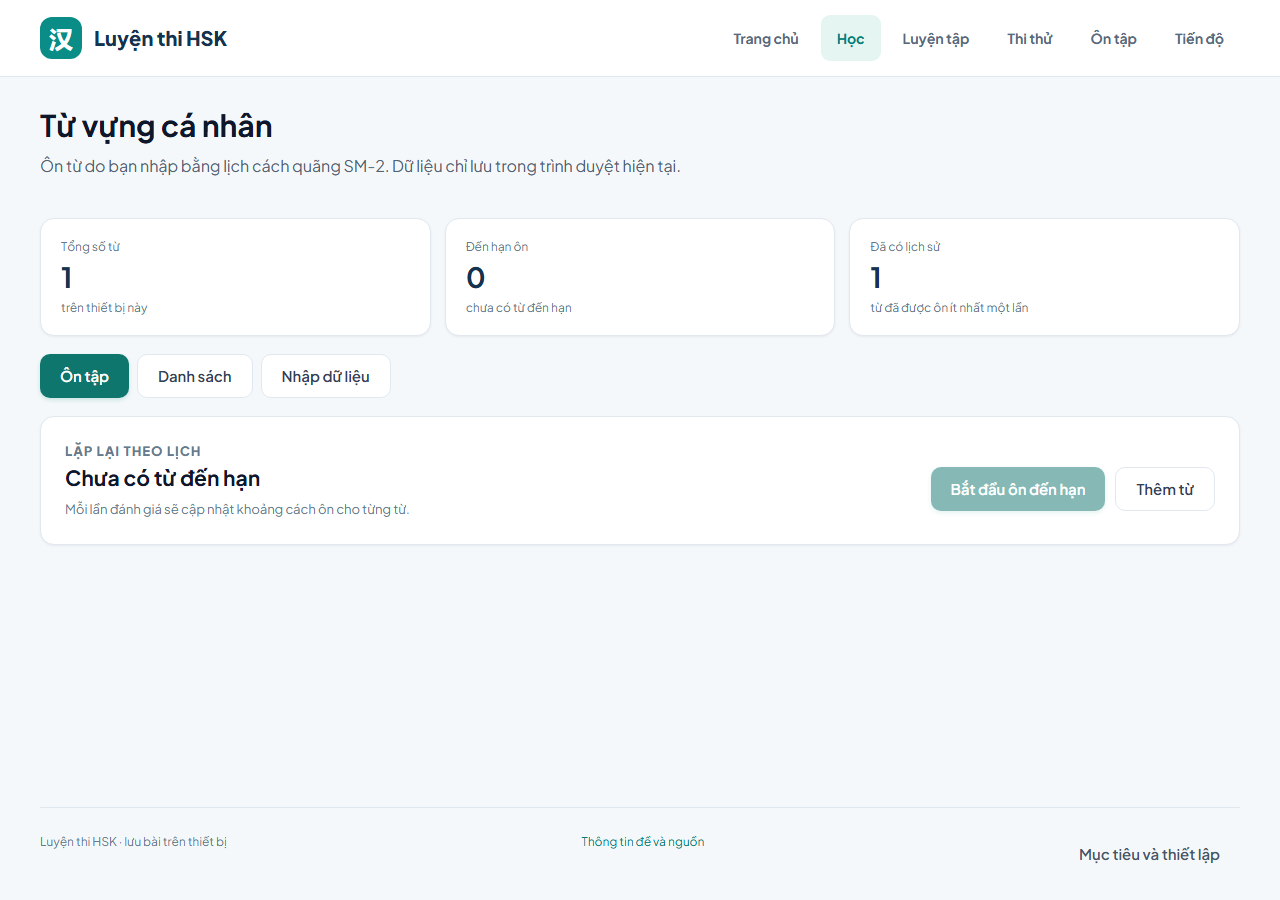 汉 Luyện thi HSK
Trang chủ
Học
Luyện tập
Thi thử
Ôn tập
Tiến độ
Từ vựng cá nhân
Ôn từ do bạn nhập bằng lịch cách quãng SM-2. Dữ liệu chỉ lưu trong trình duyệt hiện tại.
Tổng số từ
1
trên thiết bị này
Đến hạn ôn
0
chưa có từ đến hạn
Đã có lịch sử
1
từ đã được ôn ít nhất một lần
Ôn tập
Danh sách
Nhập dữ liệu
LẶP LẠI THEO LỊCH
Chưa có từ đến hạn
Mỗi lần đánh giá sẽ cập nhật khoảng cách ôn cho từng từ.
Bắt đầu ôn đến hạn
Thêm từ
Luyện thi HSK · lưu bài trên thiết bị
Thông tin đề và nguồn
Mục tiêu và thiết lập